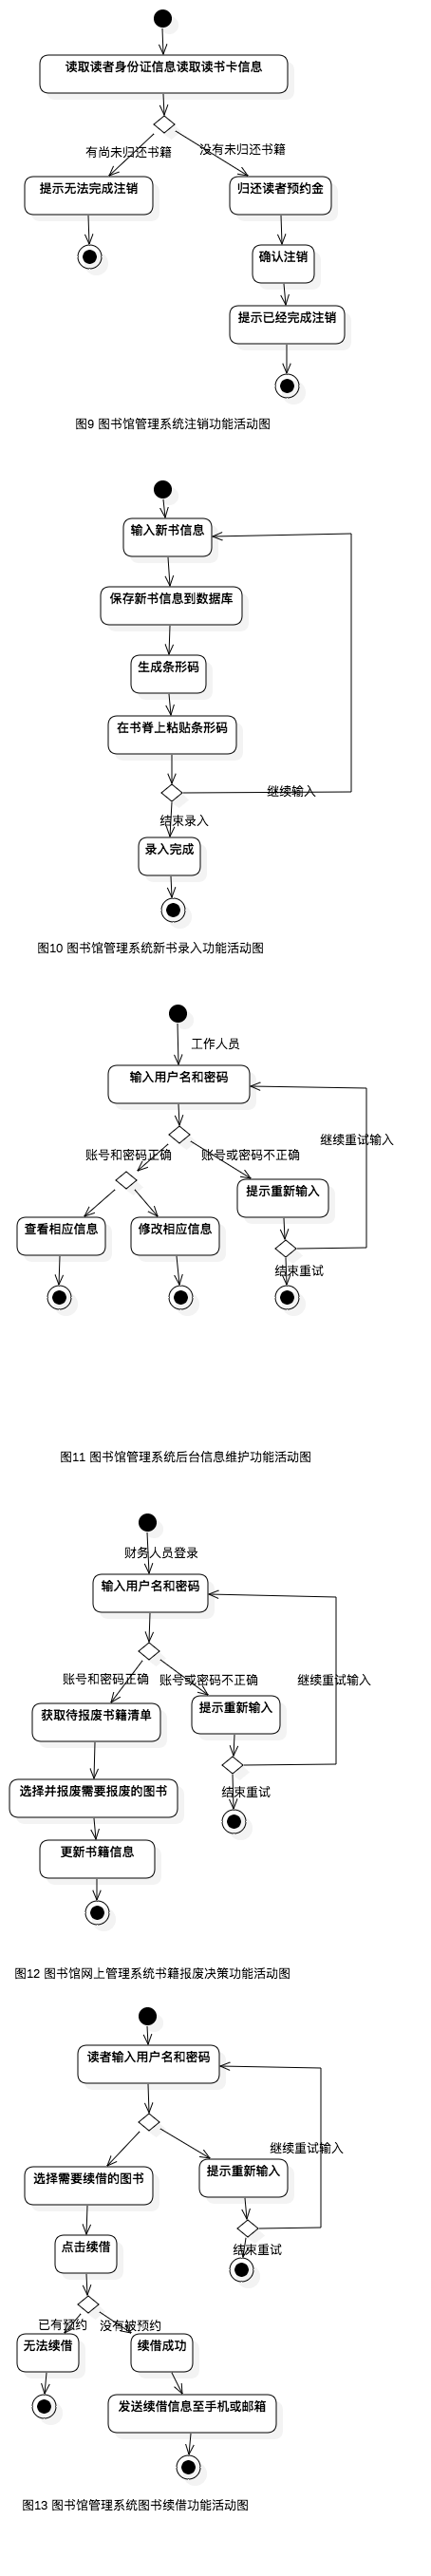 读取读者身份证信息读取读书卡信息
有尚未归还书籍
没有未归还书籍
提示无法完成注销
归还读者预约金
确认注销
提示已经完成注销
图9 图书馆管理系统注销功能活动图
输入新书信息
保存新书信息到数据库
生成条形码
在书脊上粘贴条形码
继续输入
结束录入
录入完成
图10 图书馆管理系统新书录入功能活动图
工作人员
输入用户名和密码
继续重试输入
账号和密码正确
账号或密码不正确
提示重新输入
查看相应信息
修改相应信息
结束重试
图11 图书馆管理系统后台信息维护功能活动图
财务人员登录
输入用户名和密码
账号和密码正确
账号或密码不正确
继续重试输入
获取待报废书籍清单
提示重新输入
选择并报废需要报废的图书
结束重试
更新书籍信息
图12 图书馆网上管理系统书籍报废决策功能活动图
读者输入用户名和密码
继续重试输入
选择需要续借的图书
提示重新输入
点击续借
结束重试
已有预约
没有被预约
无法续借
续借成功
发送续借信息至手机或邮箱
图13 图书馆管理系统图书续借功能活动图